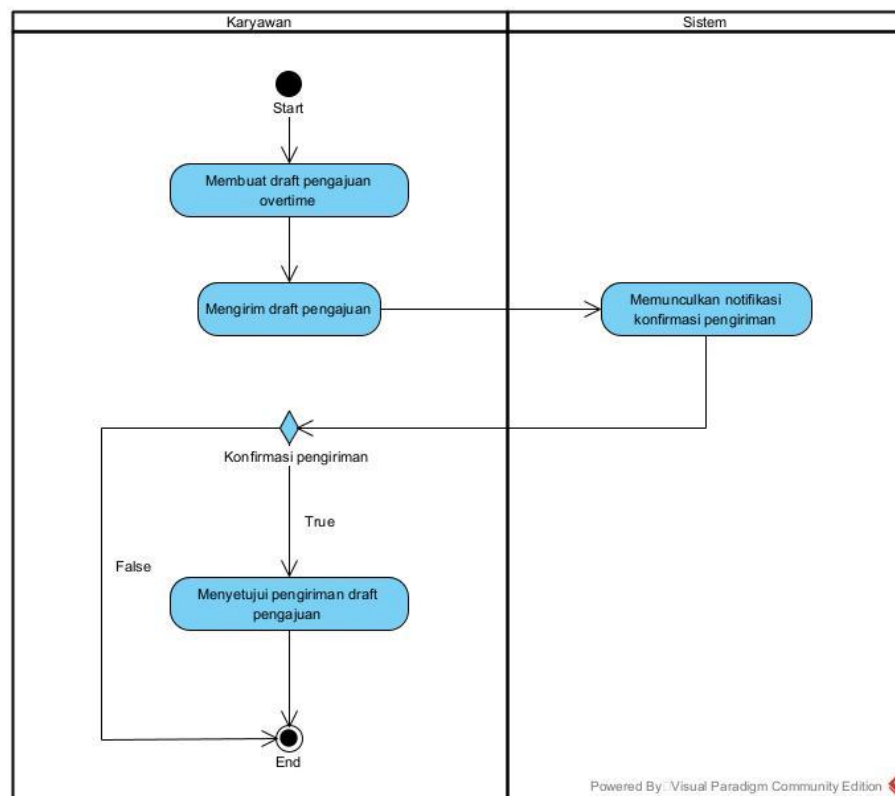 Karyawan
Sistem
Start
Membuat draft pengajuan
overtime
Mengirim draft pengajuan
Memunculkan notifikasi
konfirmasi pengiriman
Konfirmasi pengiriman
True
False
Menyetujui pengiriman draft
pengajuan
End
Powered By Visual Paradigm Community Edition